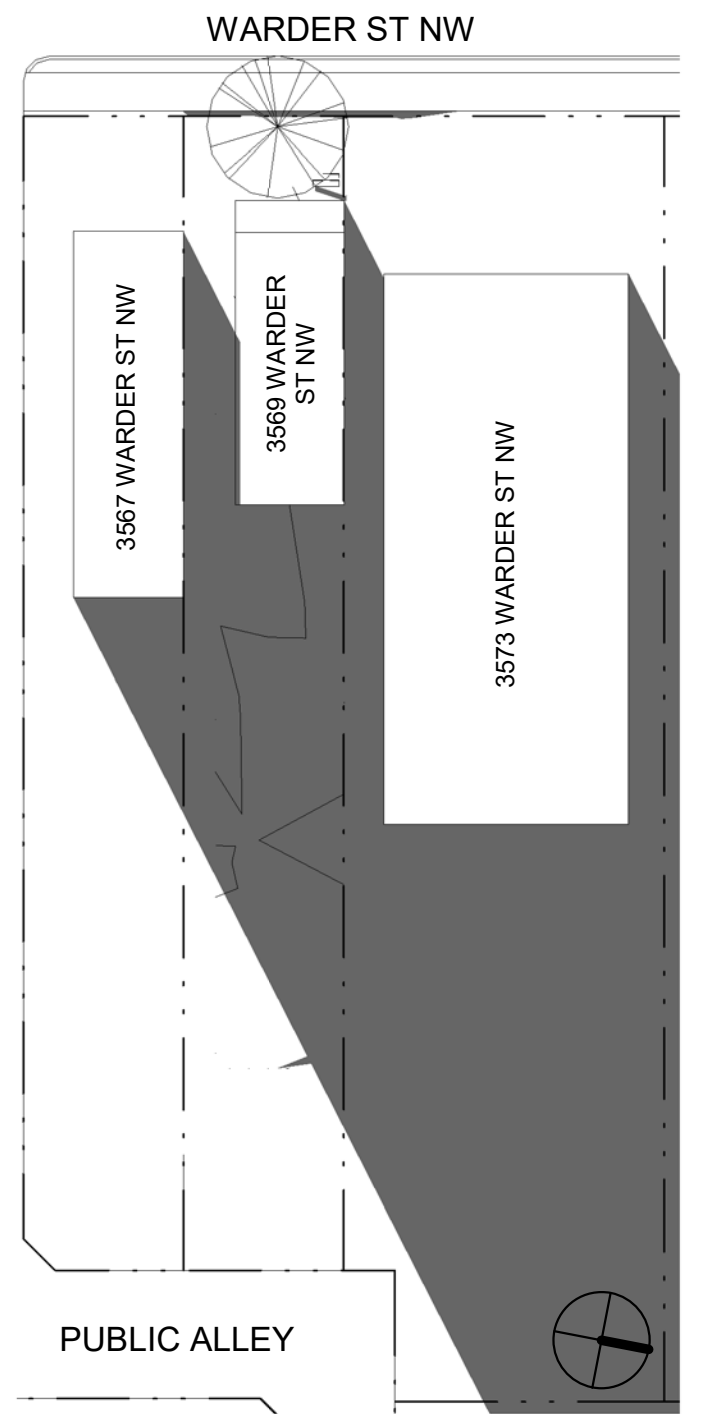 WARDER ST NW
3567 WARDER ST NW
3569 WARDER
ST NW
3573 WARDER ST NW
PUBLIC ALLEY